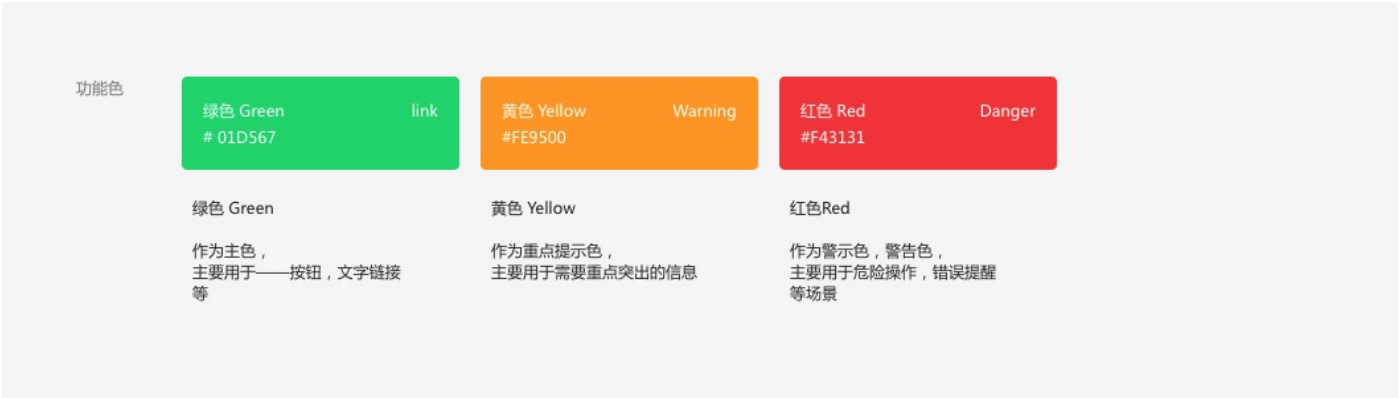 功能色
绿色 Green link
# 01D567
黄色 Yellow Warning
#FE9500
红色 Red Danger
#F43131
绿色 Green
作为主色，
主要用于——按钮，文字链接
等
黄色 Yellow
作为重点提示色，
主要用于需要重点突出的信息
红色Red
作为警示色，警告色，
主要用于危险操作，错误提醒
等场景